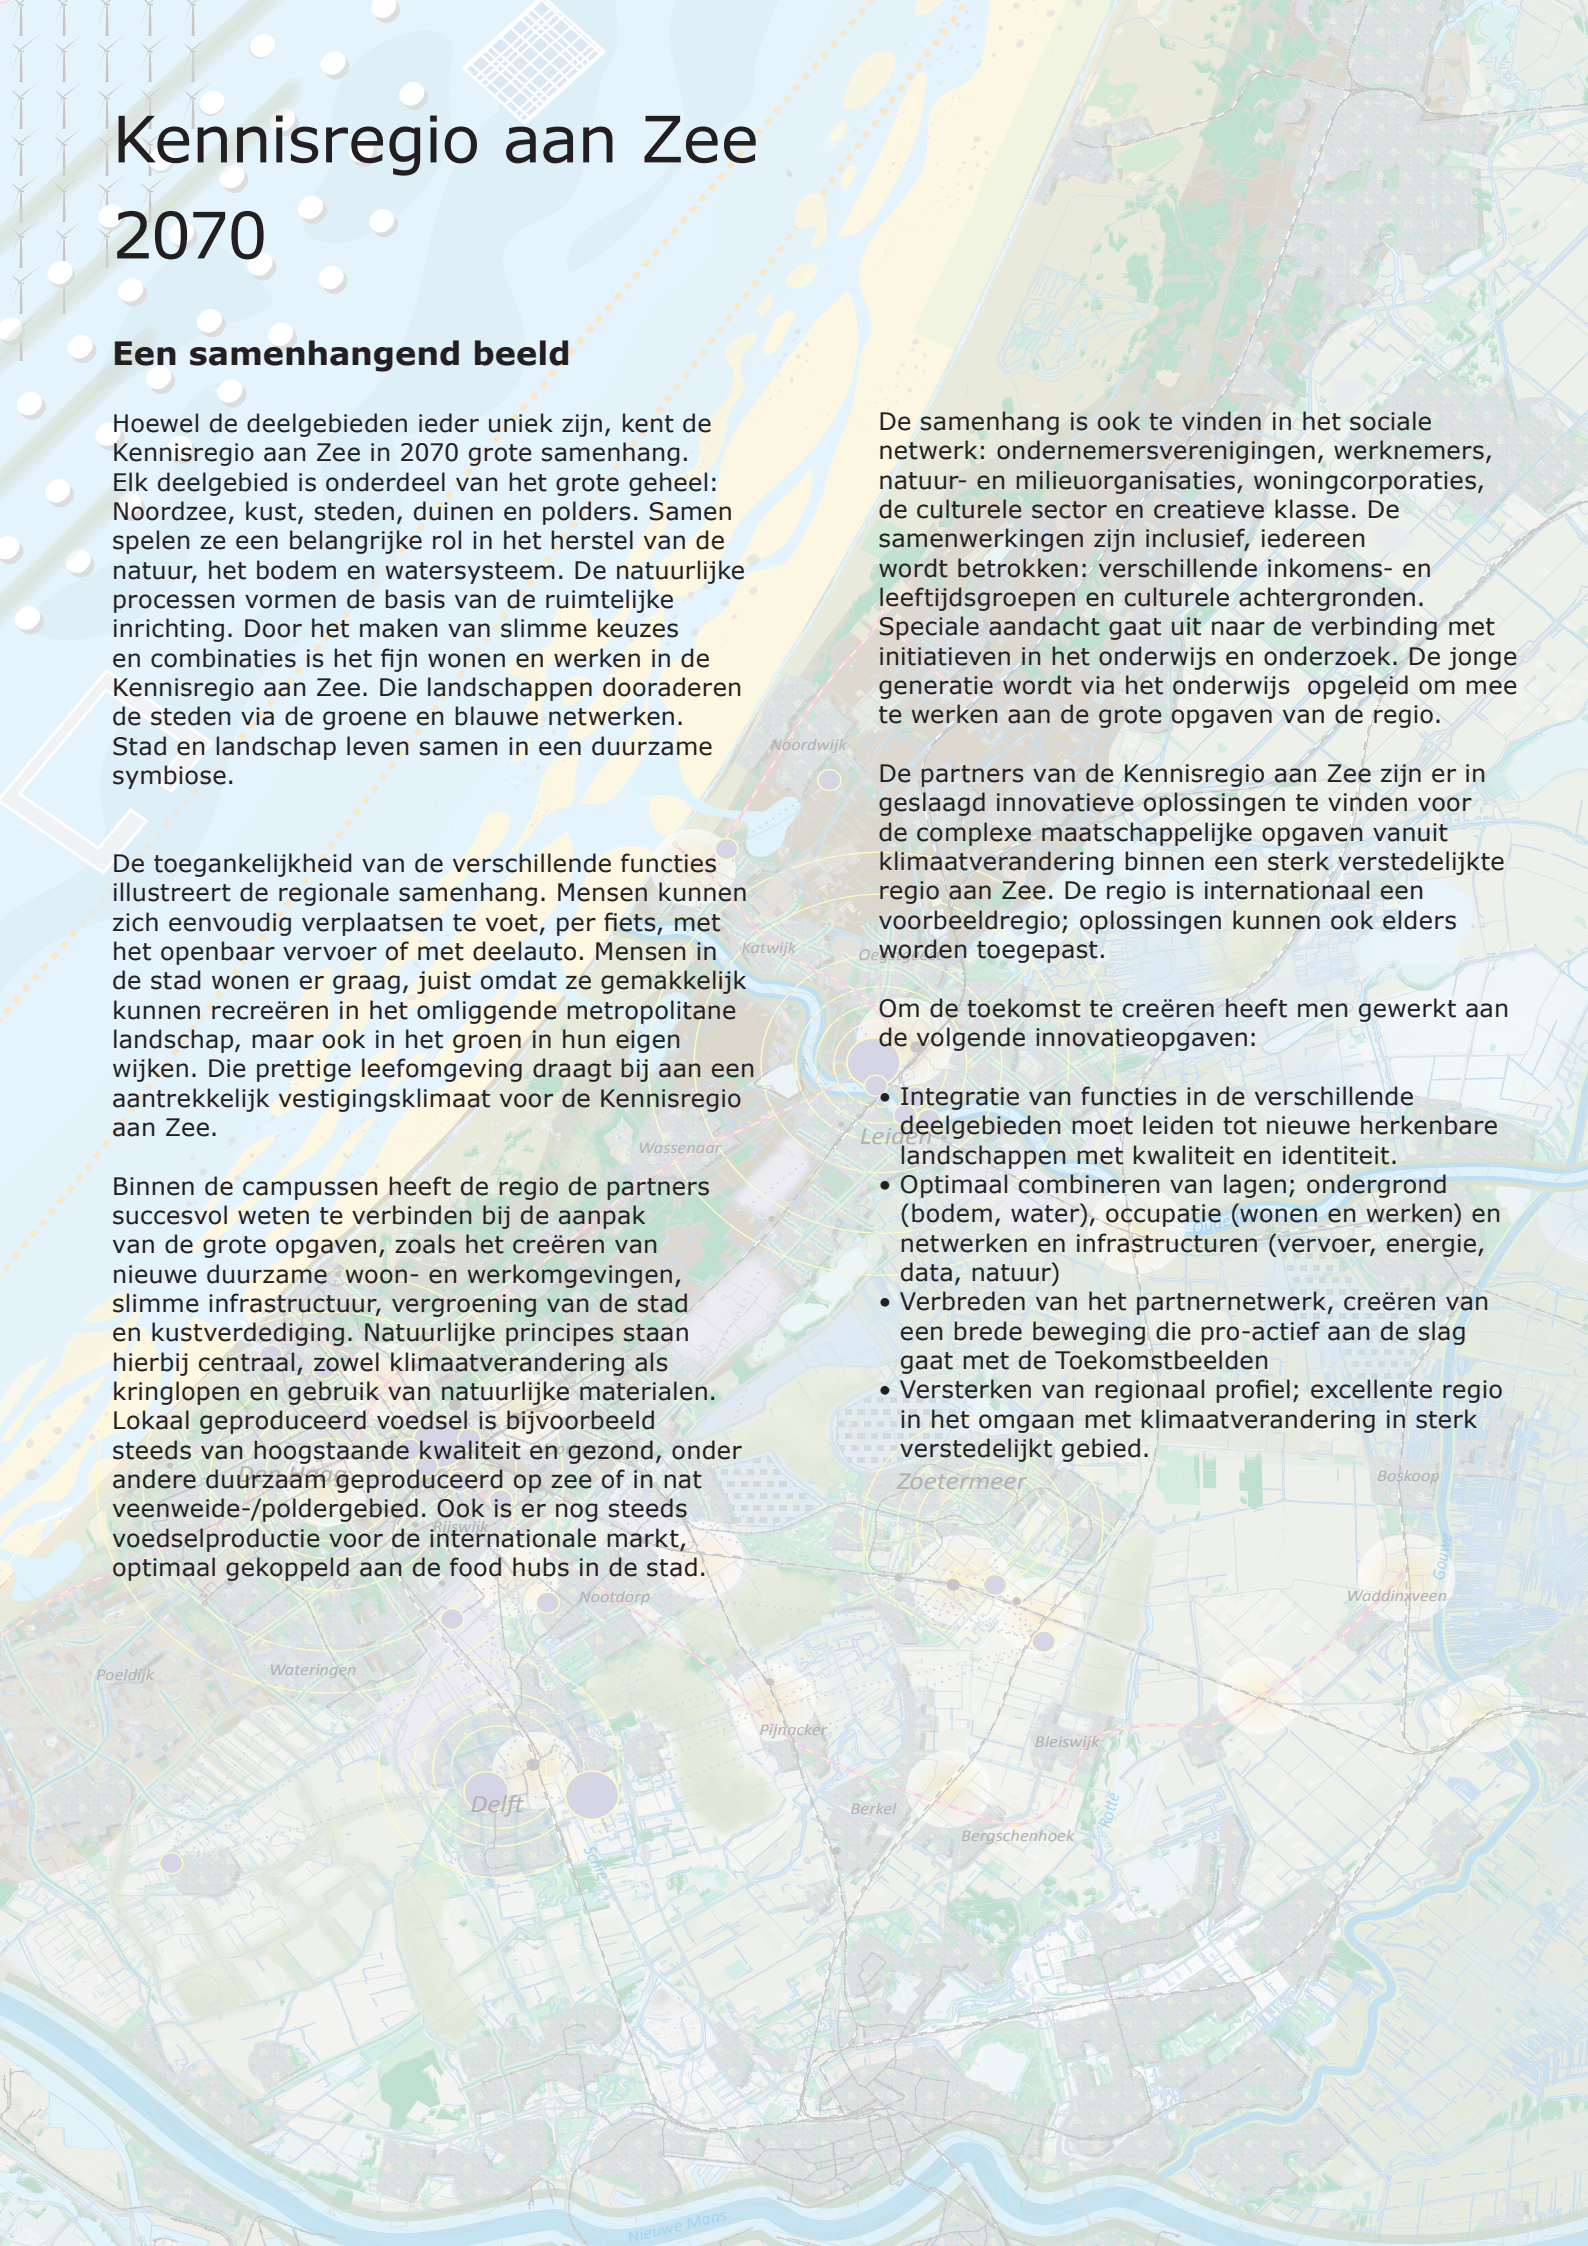 Kennisregio aan Zee
2070
Een samenhangend beeld
Hoewel de deelgebieden ieder uniek zijn, kent de
Kennisregio aan Zee in 2070 grote samenhang.
Elk deelgebied is onderdeel van het grote geheel:
Noordzee, kust, steden, duinen en polders. Samen
spelen ze een belangrijke rol in het herstel van de
natuur, het bodem en watersysteem. De natuurlijke
processen vormen de basis van de ruimtelijke
inrichting. Door het maken van slimme keuzes
en combinaties is het fijn wonen en werken in de
Kennisregio aan Zee. Die landschappen dooraderen
de steden via de groene en blauwe netwerken.
Stad en landschap leven samen in een duurzame
symbiose.
De toegankelijkheid van de verschillende functies
illustreert de regionale samenhang. Mensen kunnen
zich eenvoudig verplaatsen te voet, per fiets, met
het openbaar vervoer of met deelauto. Mensen in
de stad wonen er graag, juist omdat ze gemakkelijk
kunnen recreëren in het omliggende metropolitane
landschap, maar ook in het groen in hun eigen
wijken. Die prettige leefomgeving draagt bij aan een
aantrekkelijk vestigingsklimaat voor de Kennisregio
aan Zee.
Binnen de campussen heeft de regio de partners
succesvol weten te verbinden bij de aanpak
van de grote opgaven, zoals het creëren van
nieuwe duurzame  woon- en werkomgevingen,
slimme infrastructuur, vergroening van de stad
en kustverdediging. Natuurlijke principes staan
hierbij centraal, zowel klimaatverandering als
kringlopen en gebruik van natuurlijke materialen.
Lokaal geproduceerd voedsel is bijvoorbeeld
steeds van hoogstaande kwaliteit en gezond, onder
andere duurzaam geproduceerd op zee of in nat
veenweide-/poldergebied. Ook is er nog steeds
voedselproductie voor de internationale markt,
optimaal gekoppeld aan de food hubs in de stad.
De samenhang is ook te vinden in het sociale
netwerk: ondernemersverenigingen, werknemers,
natuur- en milieuorganisaties, woningcorporaties,
de culturele sector en creatieve klasse. De
samenwerkingen zijn inclusief, iedereen
wordt betrokken: verschillende inkomens- en
leeftijdsgroepen en culturele achtergronden.
Speciale aandacht gaat uit naar de verbinding met
initiatieven in het onderwijs en onderzoek. De jonge
generatie wordt via het onderwijs  opgeleid om mee
te werken aan de grote opgaven van de regio.
De partners van de Kennisregio aan Zee zijn er in
geslaagd innovatieve oplossingen te vinden voor
de complexe maatschappelijke opgaven vanuit
klimaatverandering binnen een sterk verstedelijkte
regio aan Zee. De regio is internationaal een
voorbeeldregio; oplossingen kunnen ook elders
worden toegepast.
Om de toekomst te creëren heeft men gewerkt aan
de volgende innovatieopgaven:
• Integratie van functies in de verschillende
deelgebieden moet leiden tot nieuwe herkenbare
landschappen met kwaliteit en identiteit.
• Optimaal combineren van lagen; ondergrond
(bodem, water), occupatie (wonen en werken) en
netwerken en infrastructuren (vervoer, energie,
data, natuur)
• Verbreden van het partnernetwerk, creëren van
een brede beweging die pro-actief aan de slag
gaat met de Toekomstbeelden
• Versterken van regionaal profiel; excellente regio
in het omgaan met klimaatverandering in sterk
verstedelijkt gebied.
Noordwijk
Katwijk
Wassenaar
Leiden
Den Haag
Rijswijk
Zoetermeer
Boskoop
Gouwe
Waddinxveen
Nootdorp
Poeldijk
Wateringen
Pijnacker
Bleiswijk
Delft
Berkel
Rotte
Bergschenhoek
Schie
Nieuwe Maas